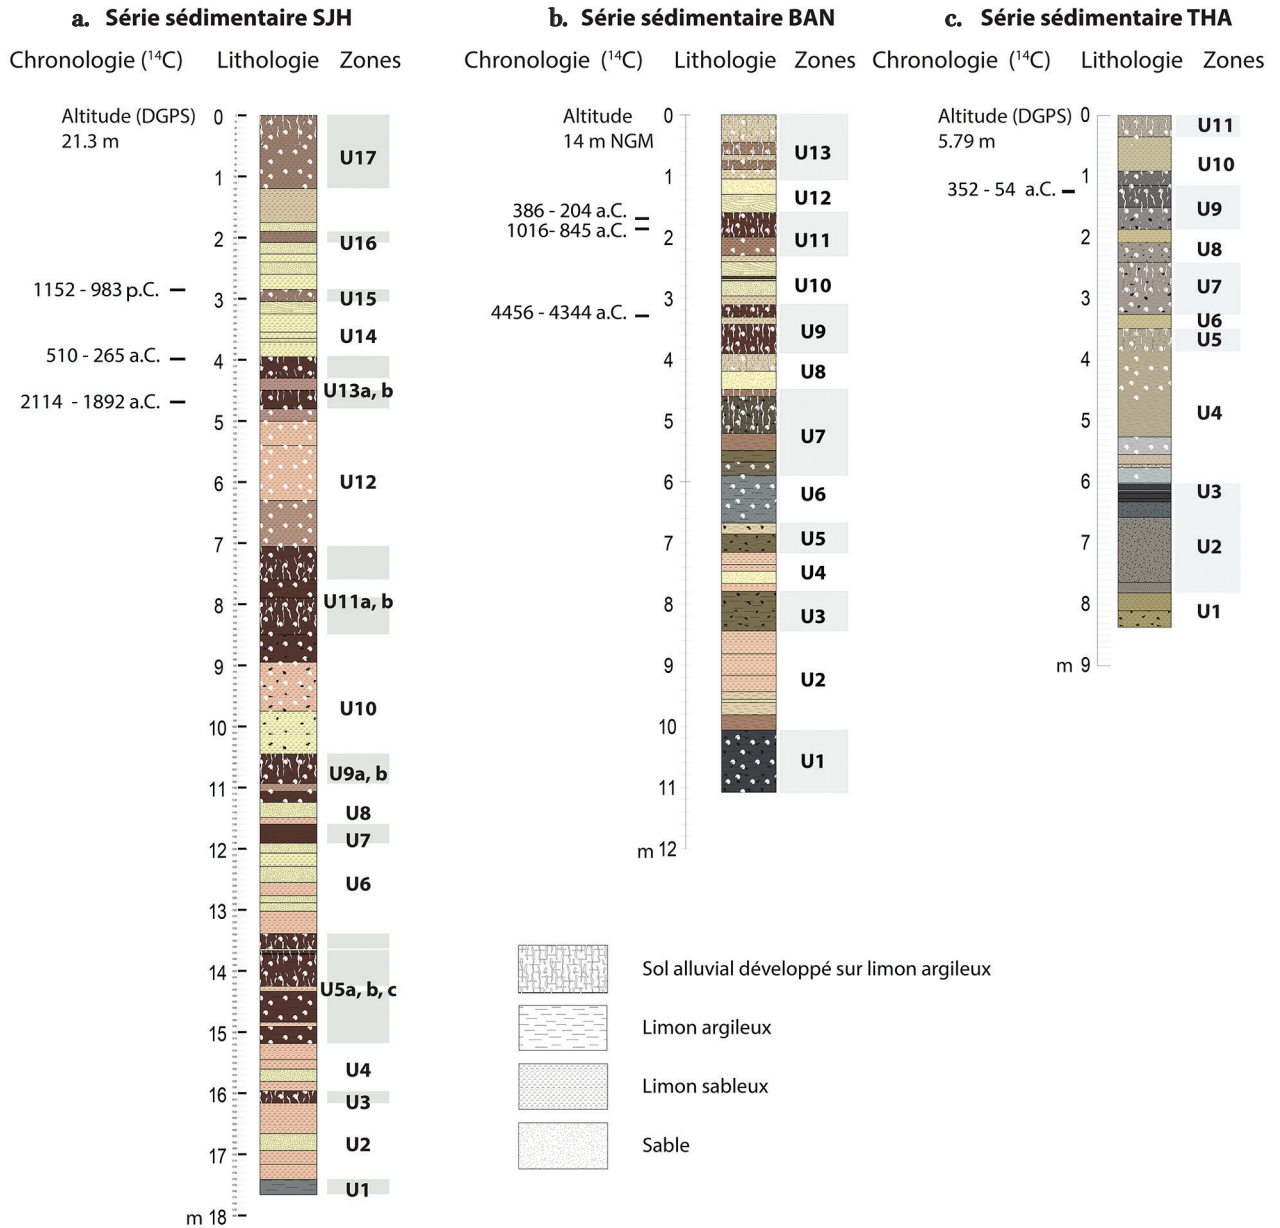 a. Série sédimentaire SJH
Chronologie (¹⁴C) Lithologie Zones
Altitude (DGPS)
21.3 m
0
1
2
3
4
5
6
7
8
9
10
11
12
13
14
15
16
17
m 18
1152 - 983 p.C.
510 - 265 a.C.
2114 - 1892 a.C.
U17
U16
U15
U14
U13a, b
U12
U11a, b
U10
U9a, b
U8
U7
U6
U5a, b, c
U4
U3
U2
U1
b. Série sédimentaire BAN
Chronologie (¹⁴C) Lithologie Zones
Altitude
14 m NGM
0
1
2
3
4
5
6
7
8
9
10
11
m 12
386 - 204 a.C.
1016- 845 a.C.
4456 - 4344 a.C.
U13
U12
U11
U10
U9
U8
U7
U6
U5
U4
U3
U2
U1
c. Série sédimentaire THA
Chronologie (¹⁴C) Lithologie Zones
Altitude (DGPS)
5.79 m
0
1
2
3
4
5
6
7
8
m 9
352 - 54 a.C.
U11
U10
U9
U8
U7
U6
U5
U4
U3
U2
U1
Sol alluvial développé sur limon argileux
Limon argileux
Limon sableux
Sable